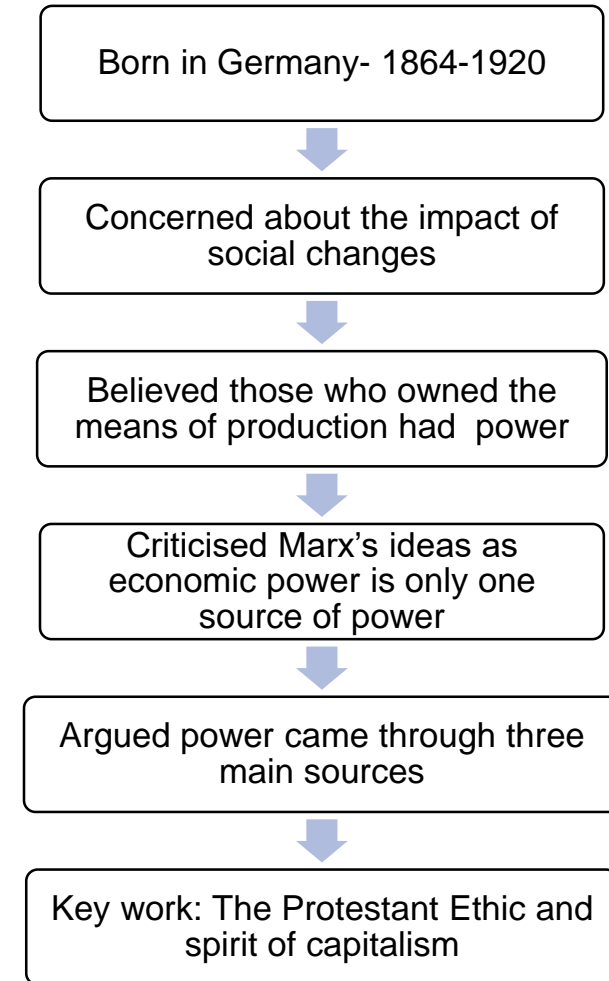 Born in Germany- 1864-1920
Concerned about the impact of
social changes
Believed those who owned the
means of production had  power
Criticised Marx’s ideas as
economic power is only one
source of power
Argued power came through three
main sources
Key work: The Protestant Ethic and
spirit of capitalism